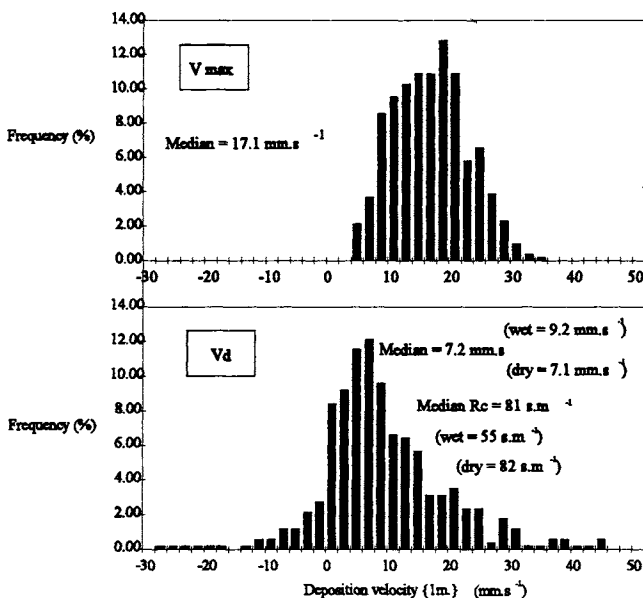 14.00
12.00
V max
10.00
8.00
Frequency (%)
Median = 17.1 mm.s -1
6.00
4.00
2.00
0.00
-30 -20 -10 0 10 20 30 40 50
14.00
(wet = 9.2 mm.s -1)
12.00
Vd
Median = 7.2 mm.s
(dry = 7.1 mm.s -1)
10.00
Median Rc = 81 s.m -1
8.00
Frequency (%)
(wet = 55 s.m -1)
6.00
(dry = 82 s.m -1)
4.00
2.00
0.00
-30 -20 -10 0 10 20 30 40 50
Deposition velocity {1m.} (mm.s -1)